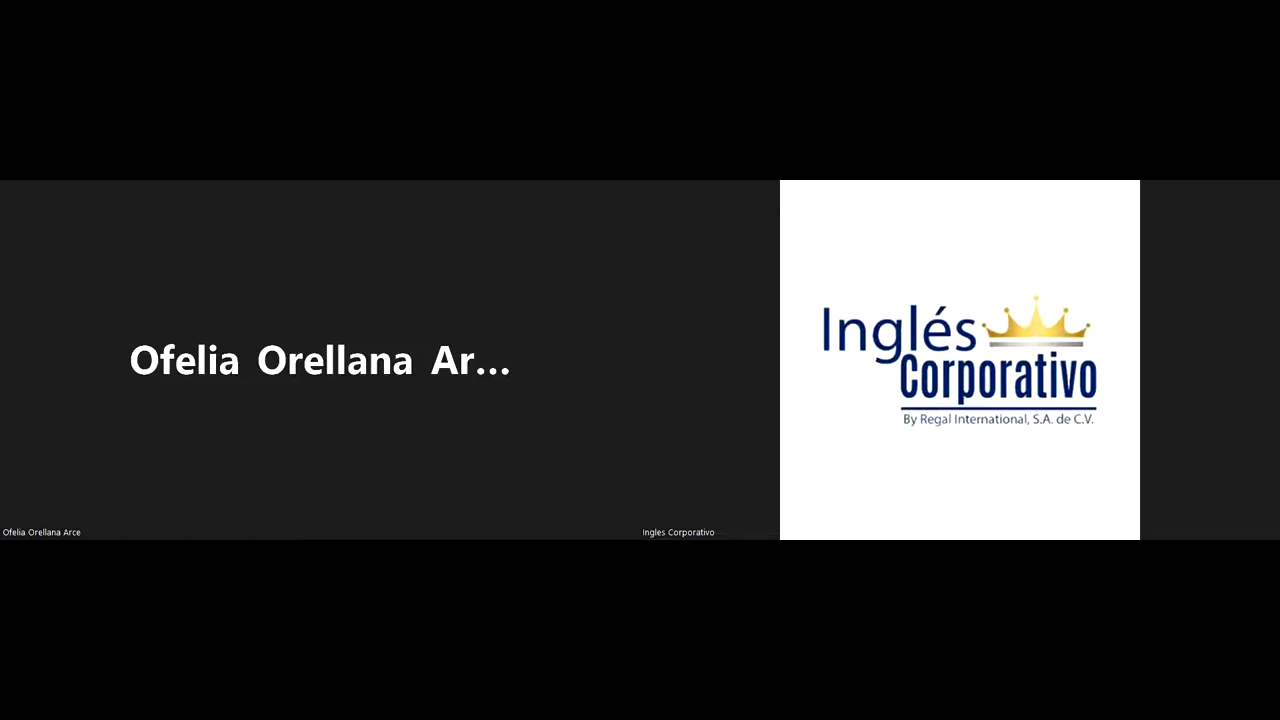 Ofelia Orellana Ar...
Inglés
Corporativo
By Regal International, S.A. de C.V.
Ofelia Orellana Arce
Ingles Corporativo